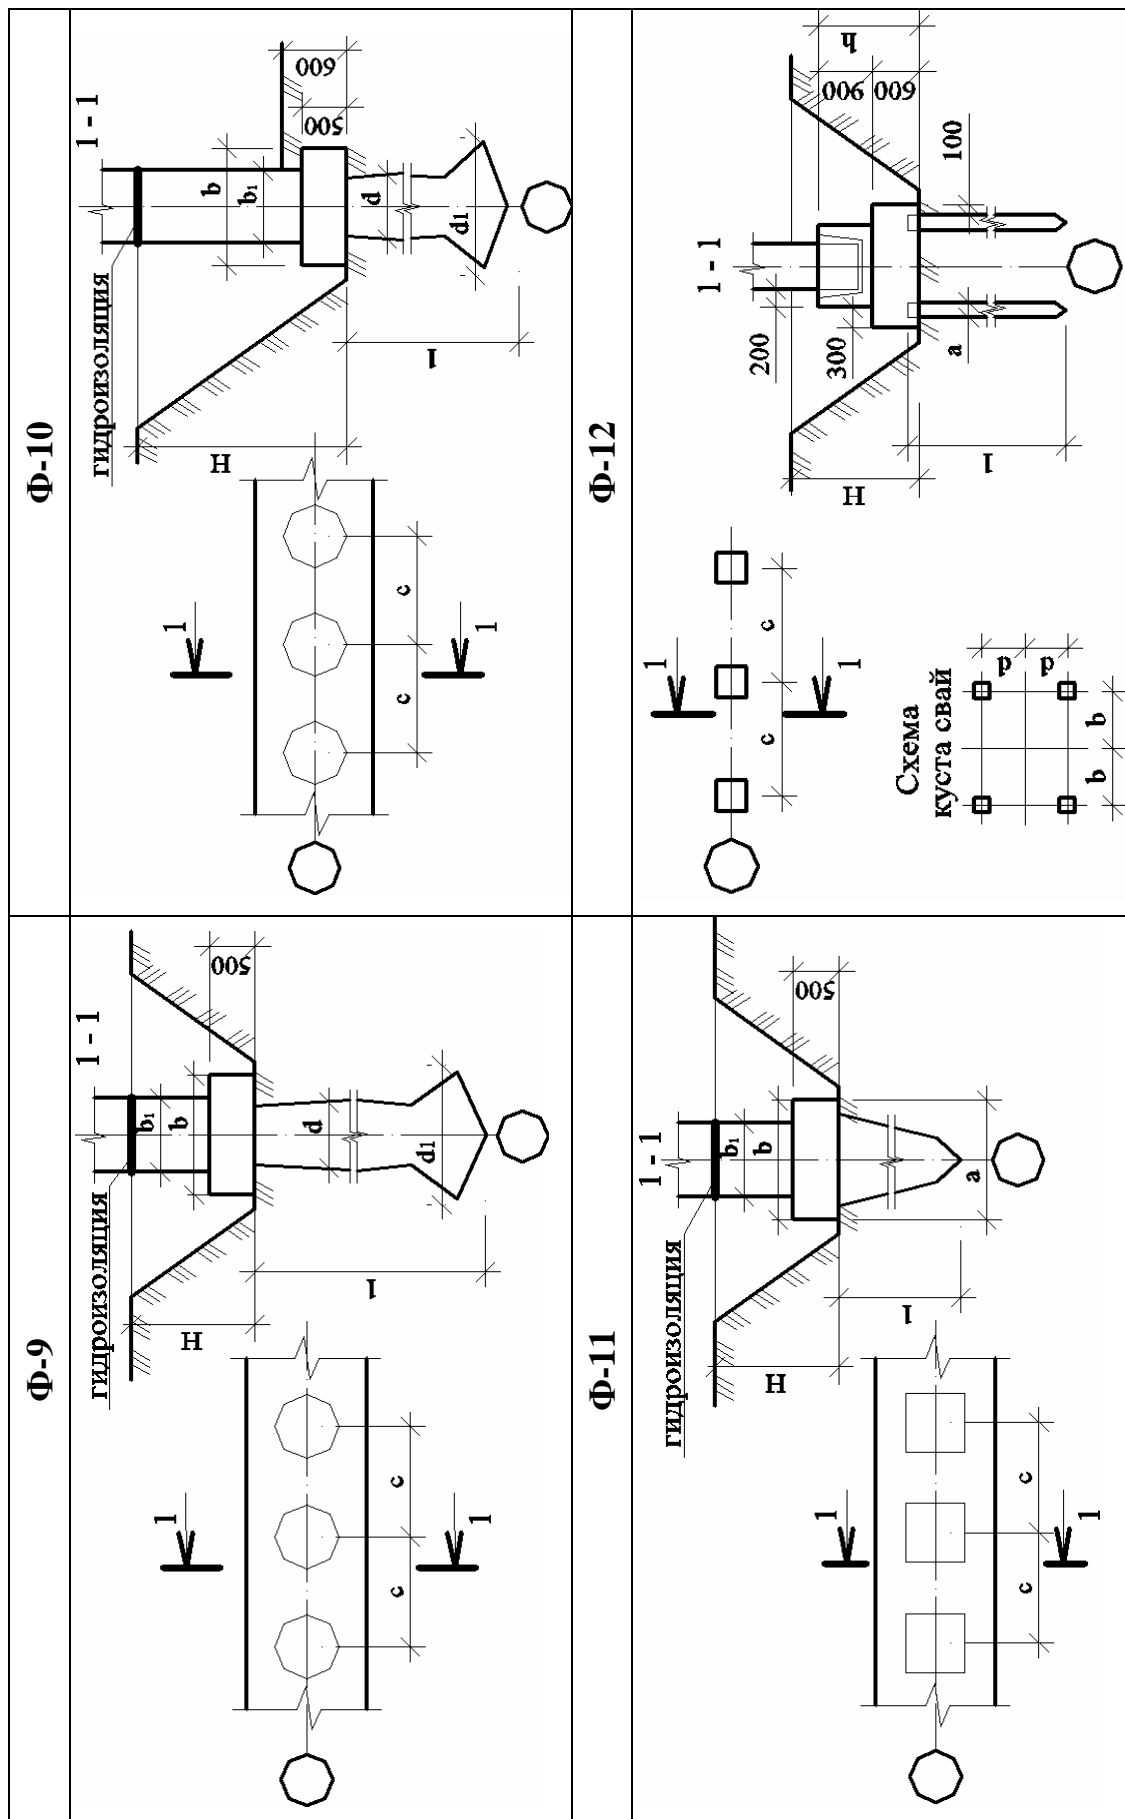 Ф-9
1 - 1
гидроизоляция
b₁
b
500
H
d
d₁
l
1
1
c
c
Ф-10
1 - 1
гидроизоляция
600
500
b
b₁
H
d
d₁
l
1
1
c
c
Ф-11
1 - 1
гидроизоляция
b₁
b
500
H
l
a
1
1
c
c
Ф-12
1 - 1
200
300
h
900
600
100
H
a
l
1
1
c
c
Схема
куста свай
d
d
b
b